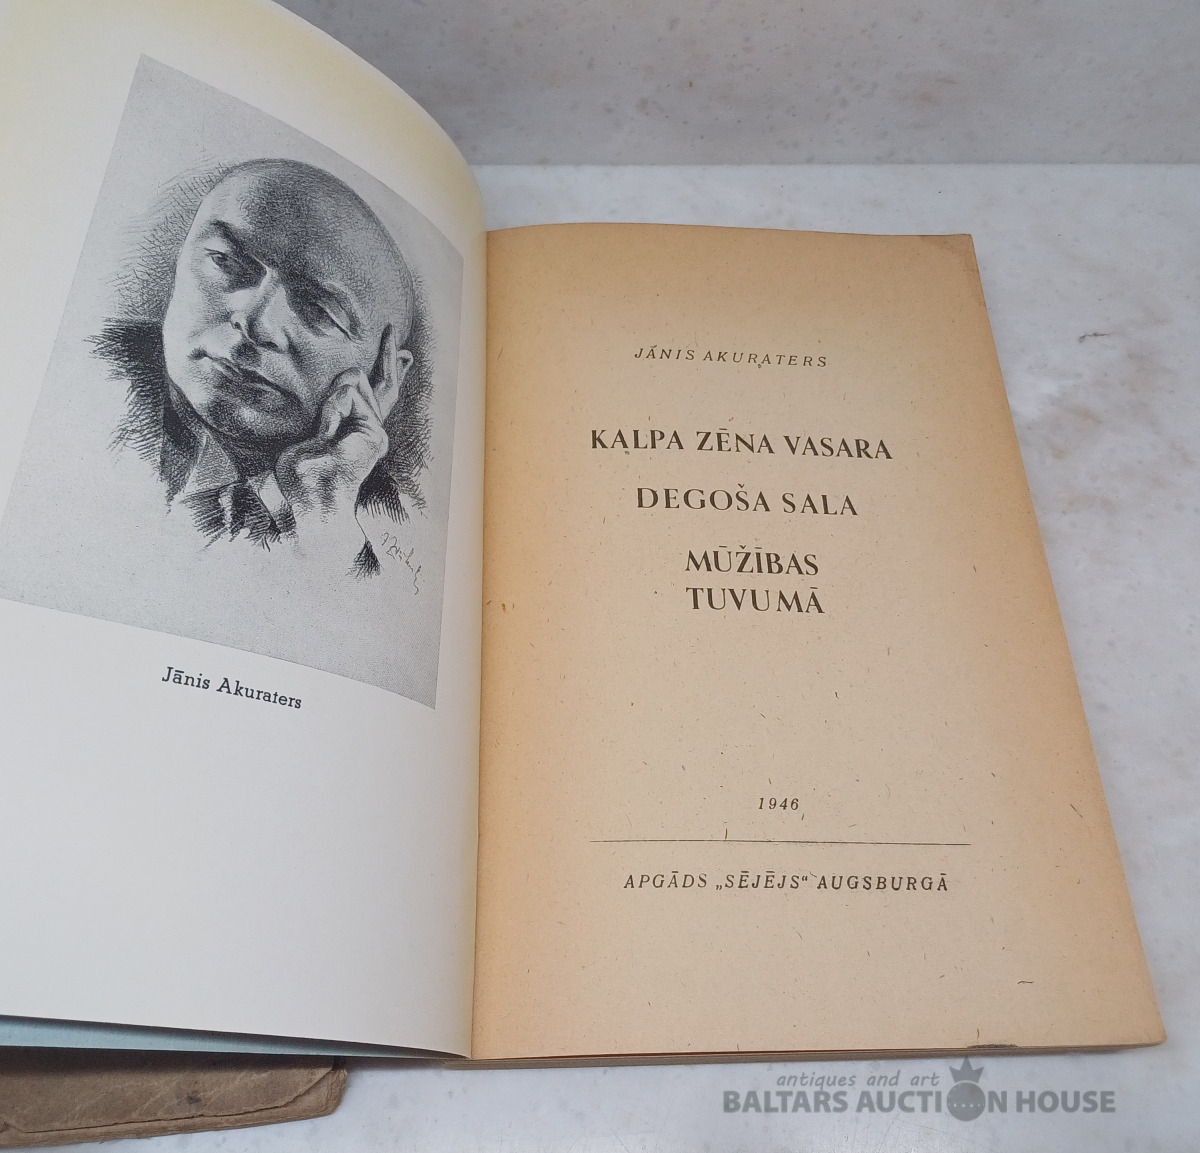 Jānis Akuraters
JĀNIS AKURATERS
KALPA ZĒNA VASARA
DEGOŠA SALA
MŪŽĪBAS
TUVUMĀ
1946
APGĀDS „SĒJĒJS“ AUGSBURGĀ
antiques and art
BALTARS AUCTION HOUSE